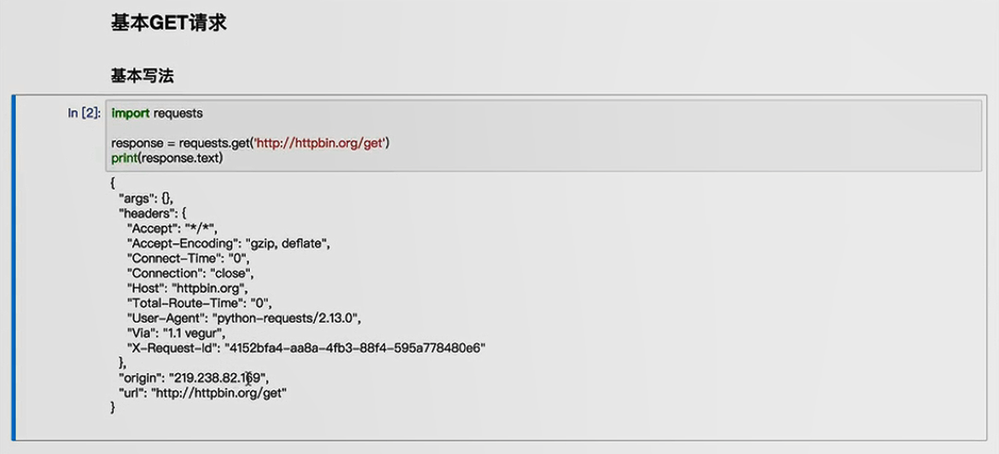 基本GET请求
基本写法
In [2]: import requests
response = requests.get('http://httpbin.org/get')
print(response.text)
{
"args": {},
"headers": {
"Accept": "*/*",
"Accept-Encoding": "gzip, deflate",
"Connect-Time": "0",
"Connection": "close",
"Host": "httpbin.org",
"Total-Route-Time": "0",
"User-Agent": "python-requests/2.13.0",
"Via": "1.1 vegur",
"X-Request-Id": "4152bfa4-aa8a-4fb3-88f4-595a778480e6"
},
"origin": "219.238.82.169",
"url": "http://httpbin.org/get"
}